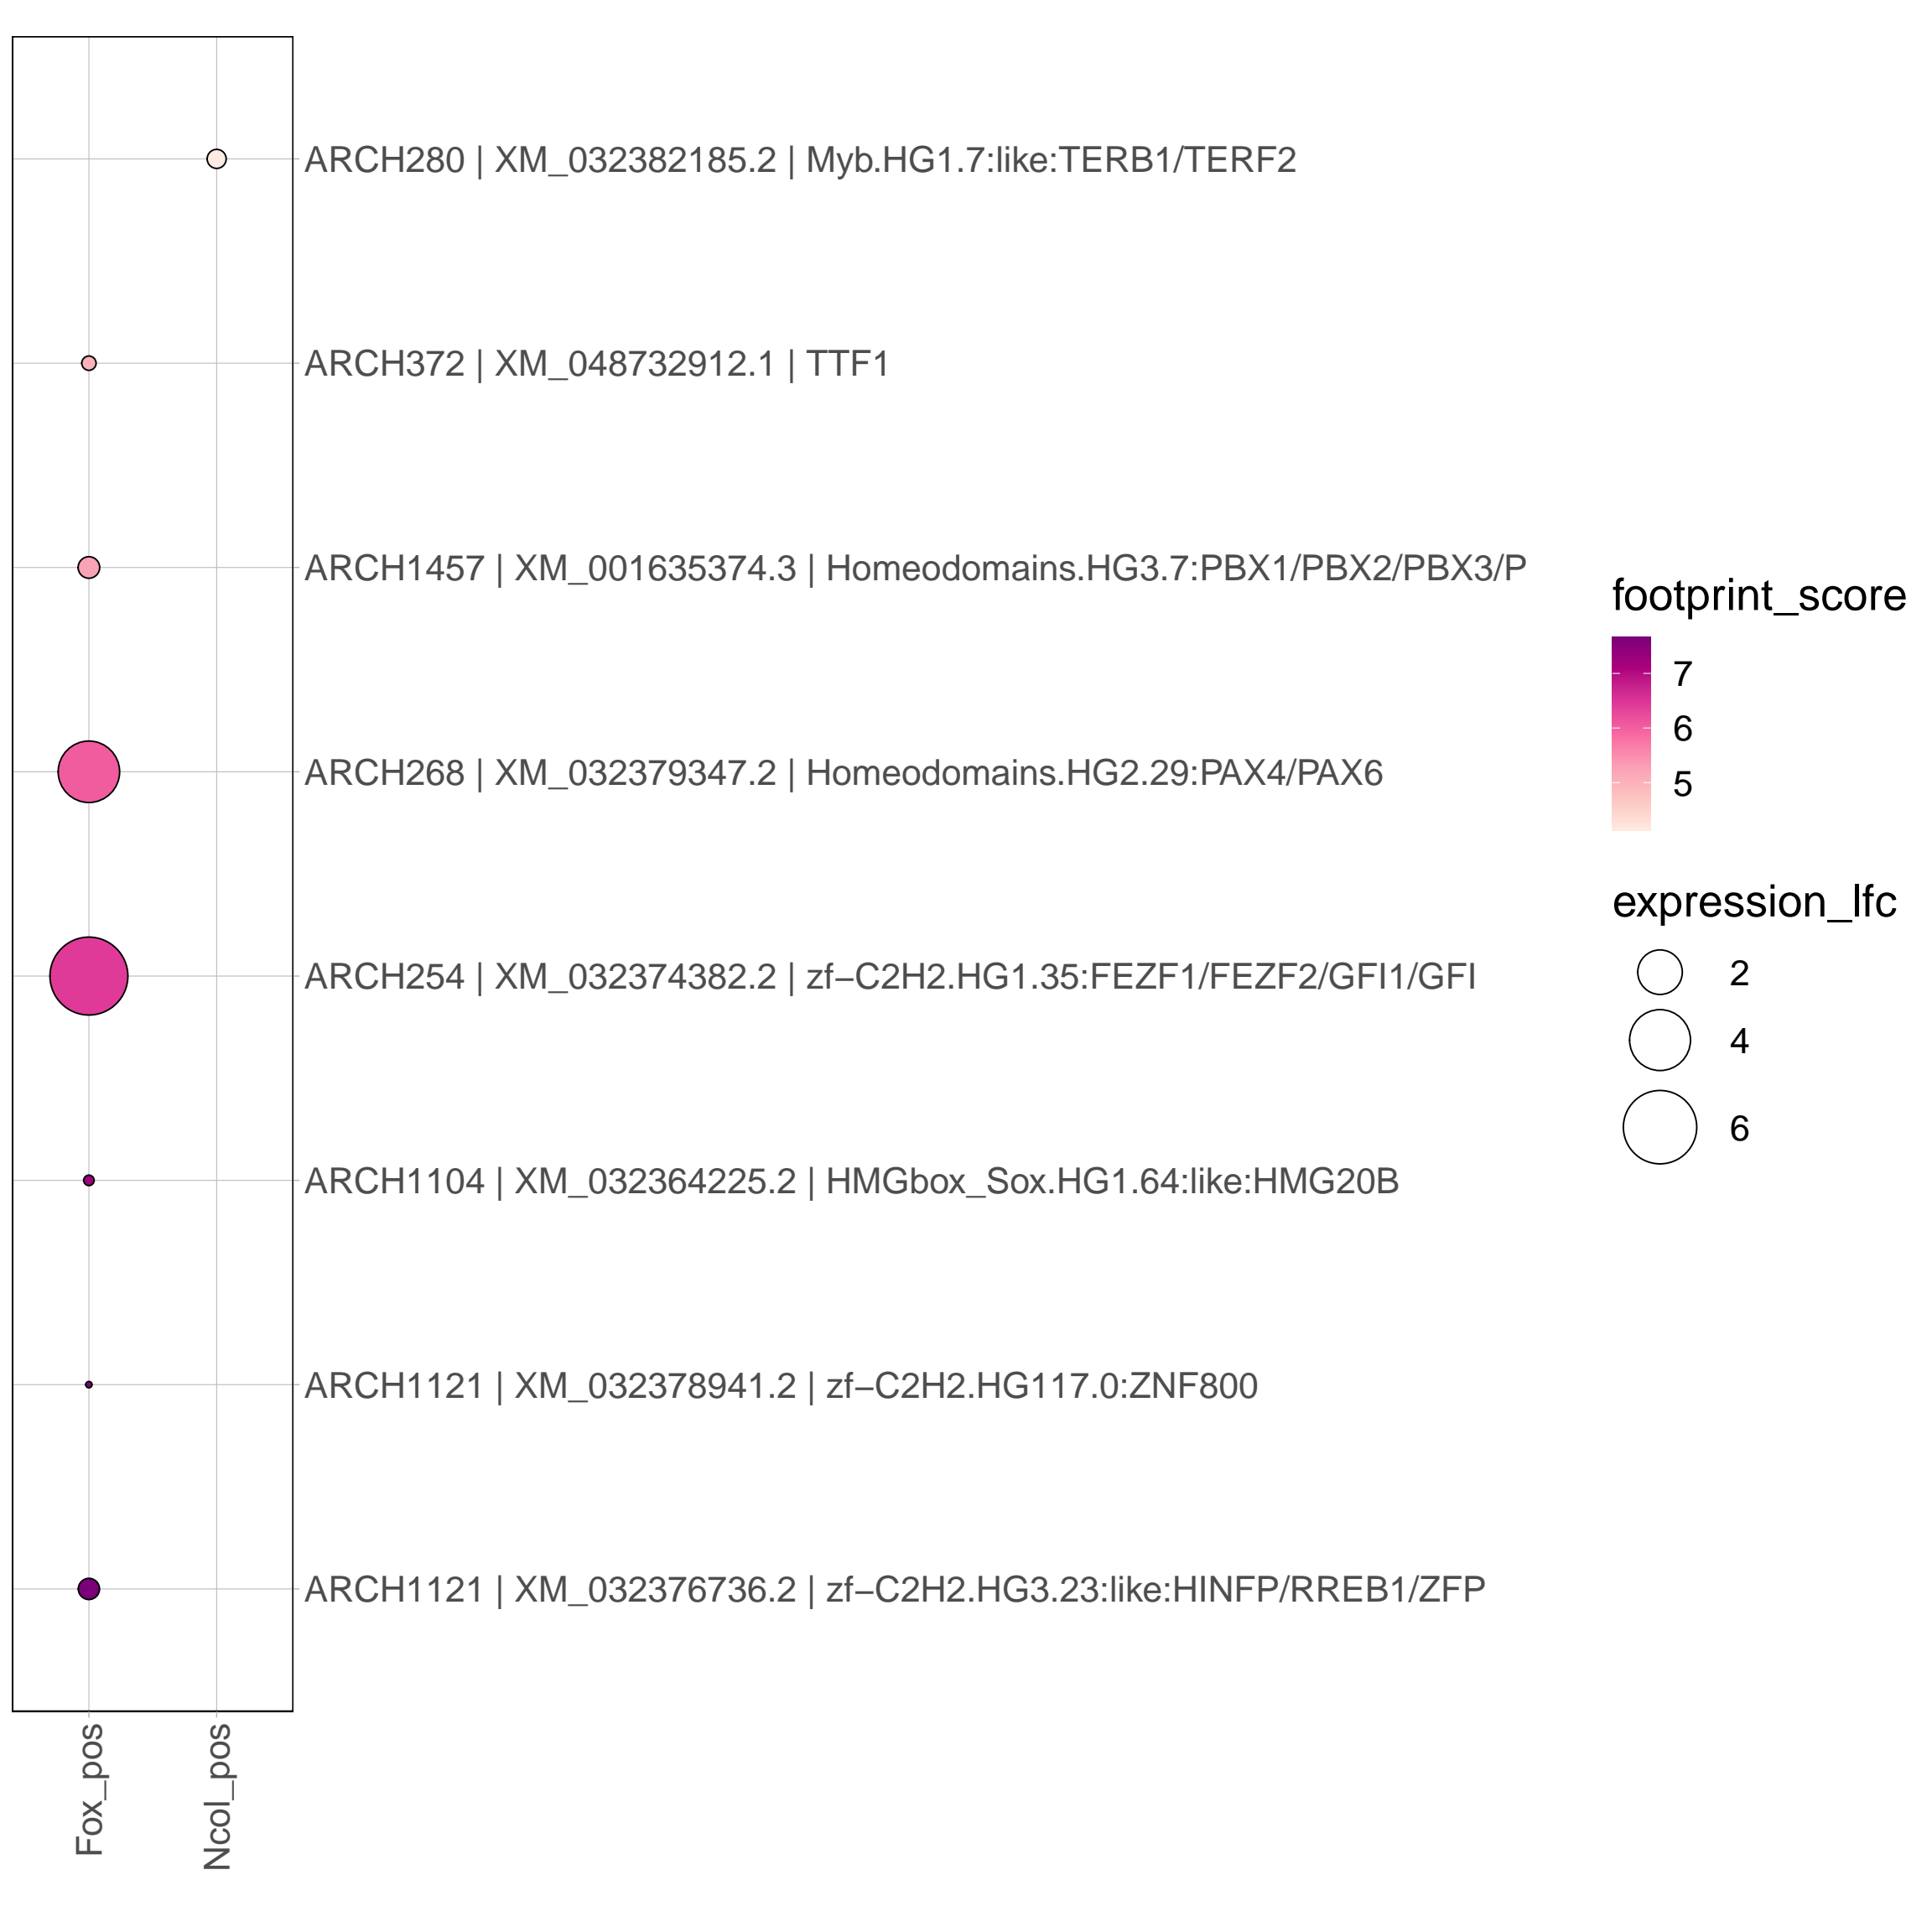 ARCH280 | XM_032382185.2 | Myb.HG1.7:like:TERB1/TERF2
ARCH372 | XM_048732912.1 | TTF1
ARCH1457 | XM_001635374.3 | Homeodomains.HG3.7:PBX1/PBX2/PBX3/P
ARCH268 | XM_032379347.2 | Homeodomains.HG2.29:PAX4/PAX6
ARCH254 | XM_032374382.2 | zf−C2H2.HG1.35:FEZF1/FEZF2/GFI1/GFI
ARCH1104 | XM_032364225.2 | HMGbox_Sox.HG1.64:like:HMG20B
ARCH1121 | XM_032378941.2 | zf−C2H2.HG117.0:ZNF800
ARCH1121 | XM_032376736.2 | zf−C2H2.HG3.23:like:HINFP/RREB1/ZFP
Fox_pos
Ncol_pos
footprint_score
7
6
5
expression_lfc
2
4
6